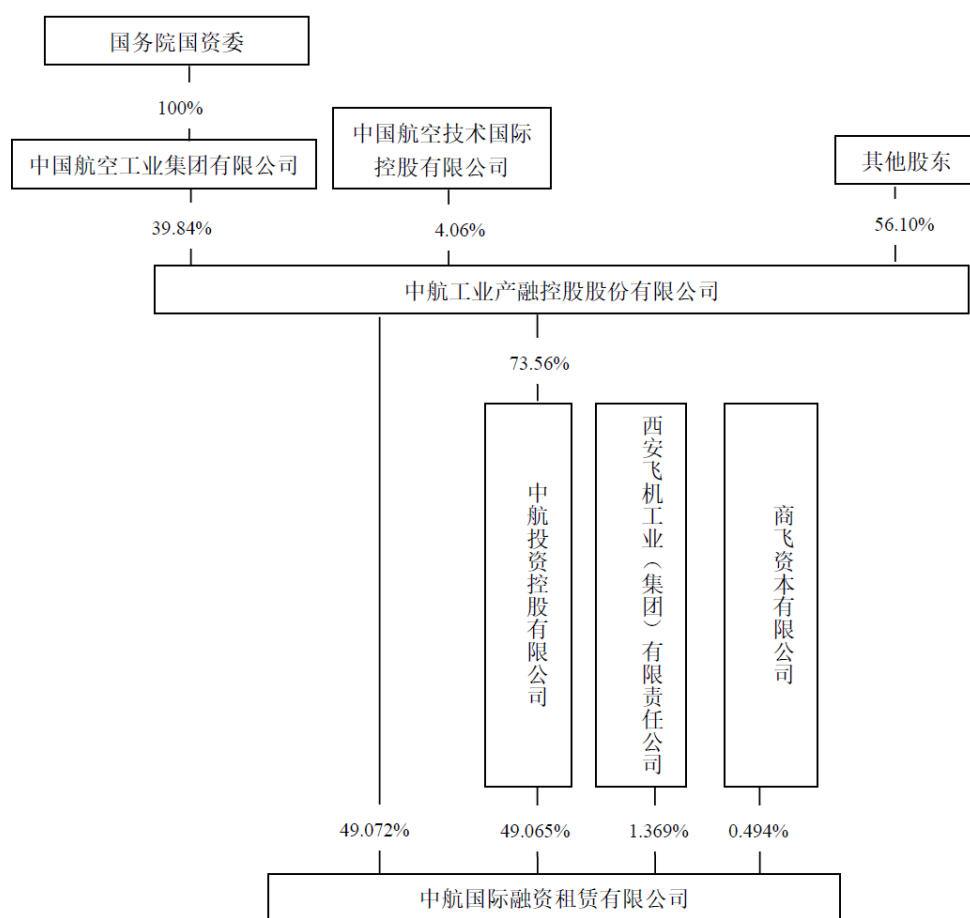 国务院国资委
100%
中国航空工业集团有限公司
中国航空技术国际
控股有限公司
其他股东
39.84%
4.06%
56.10%
中航工业产融控股股份有限公司
73.56%
中航投资控股有限公司
西安飞机工业（集团）有限责任公司
商飞资本有限公司
49.072%
49.065%
1.369%
0.494%
中航国际融资租赁有限公司